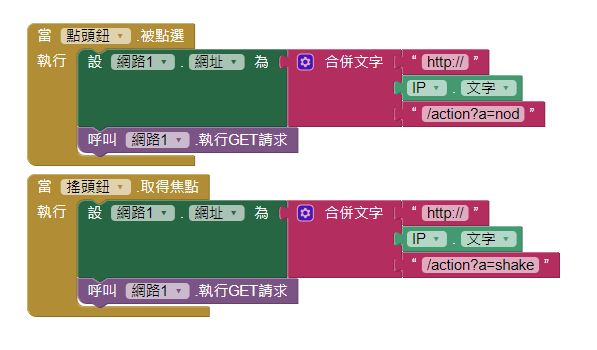 當 點頭鈕 .被點選
執行 設 網路1 . 網址 為 合併文字 “ http:// ”
IP . 文字
“ /action?a=nod ”
呼叫 網路1 .執行GET請求
當 搖頭鈕 .取得焦點
執行 設 網路1 . 網址 為 合併文字 “ http:// ”
IP . 文字
“ /action?a=shake ”
呼叫 網路1 .執行GET請求